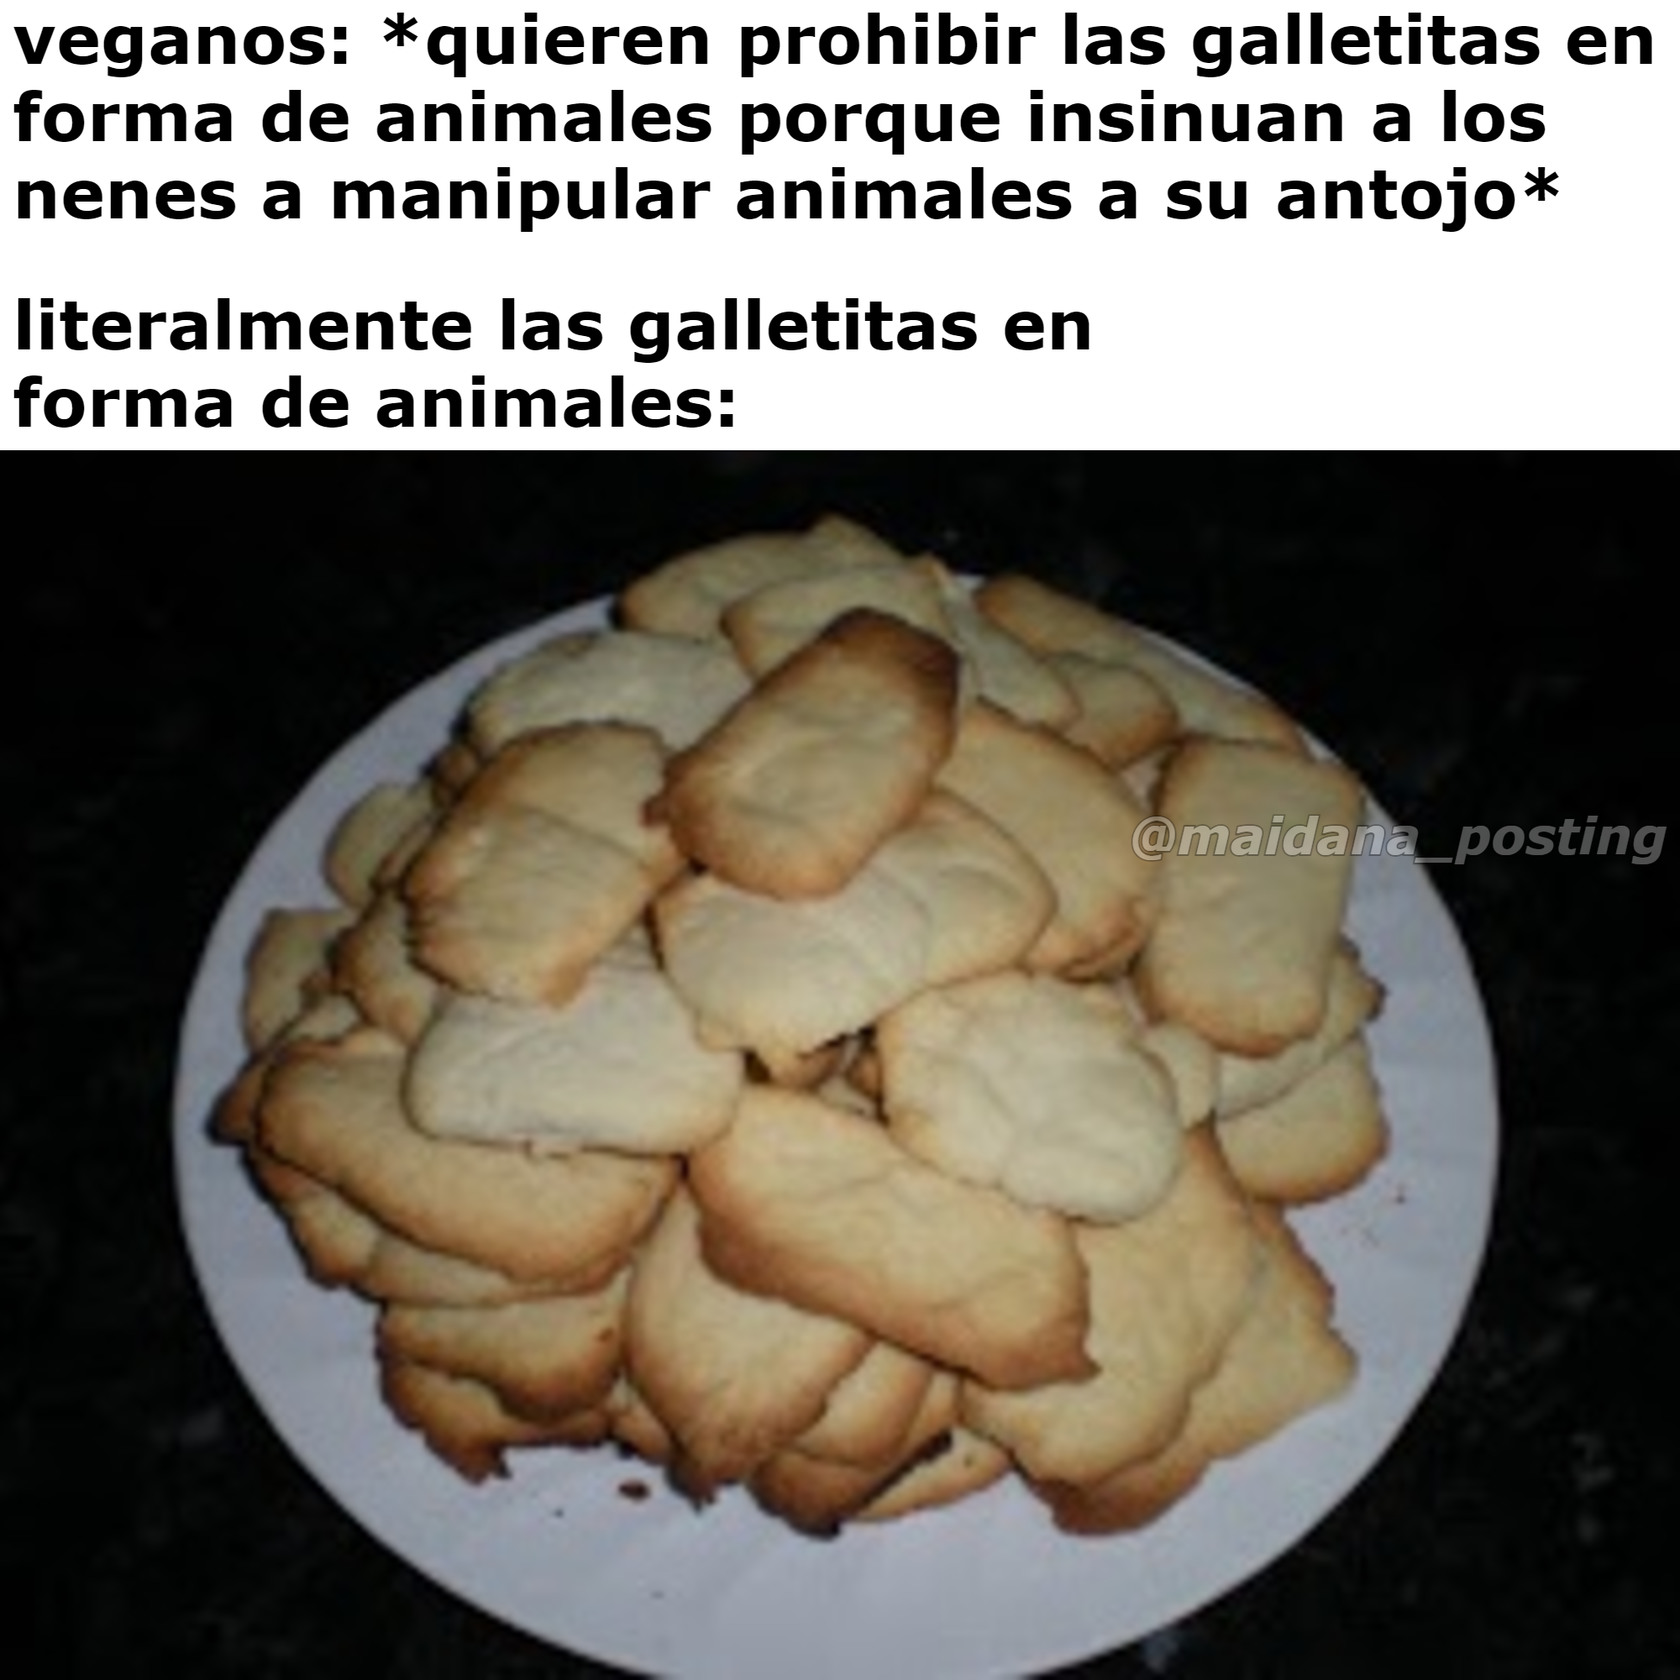 veganos: *quieren prohibir las galletitas en
forma de animales porque insinuan a los
nenes a manipular animales a su antojo*
literalmente las galletitas en
forma de animales:
@maidana_posting